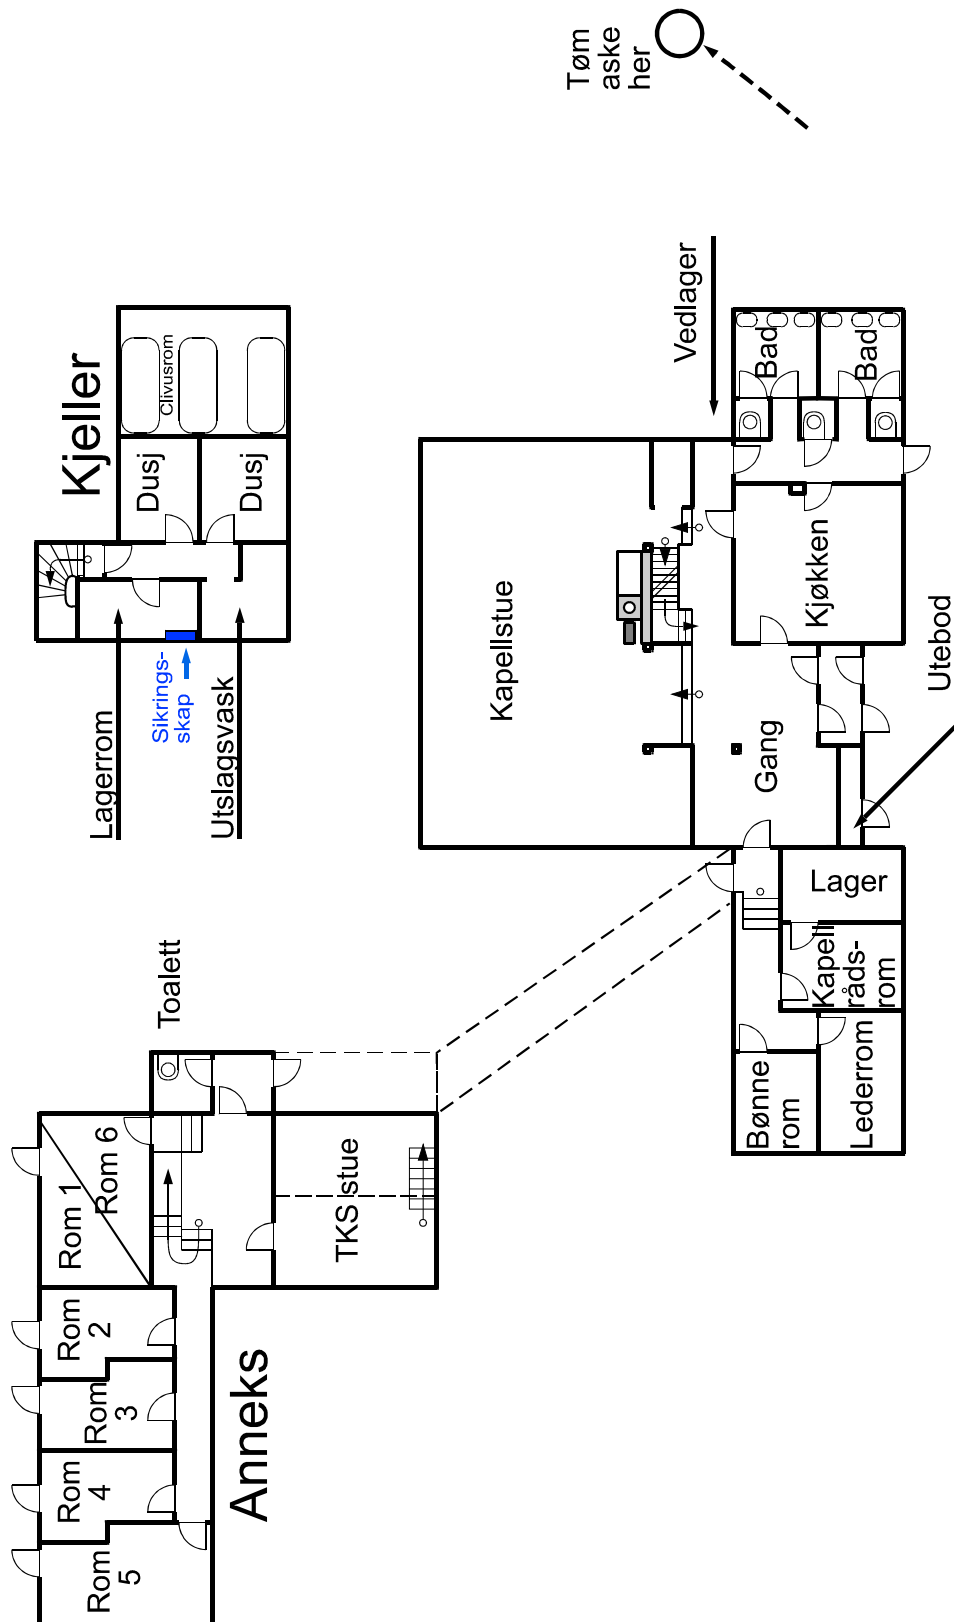 Tøm
aske
her
Kjeller
Clivusrom
Dusj
Dusj
Lagerrom
Sikrings-
skap
Utslagsvask
Vedlager
Bad
Bad
Kapellstue
Kjøkken
Utebod
Gang
Lager
Kapell
råds-
rom
Lederrom
Bønne
rom
Toalett
Rom 1
Rom 6
TKS stue
Rom
2
Rom
3
Rom
4
Rom
5
Anneks